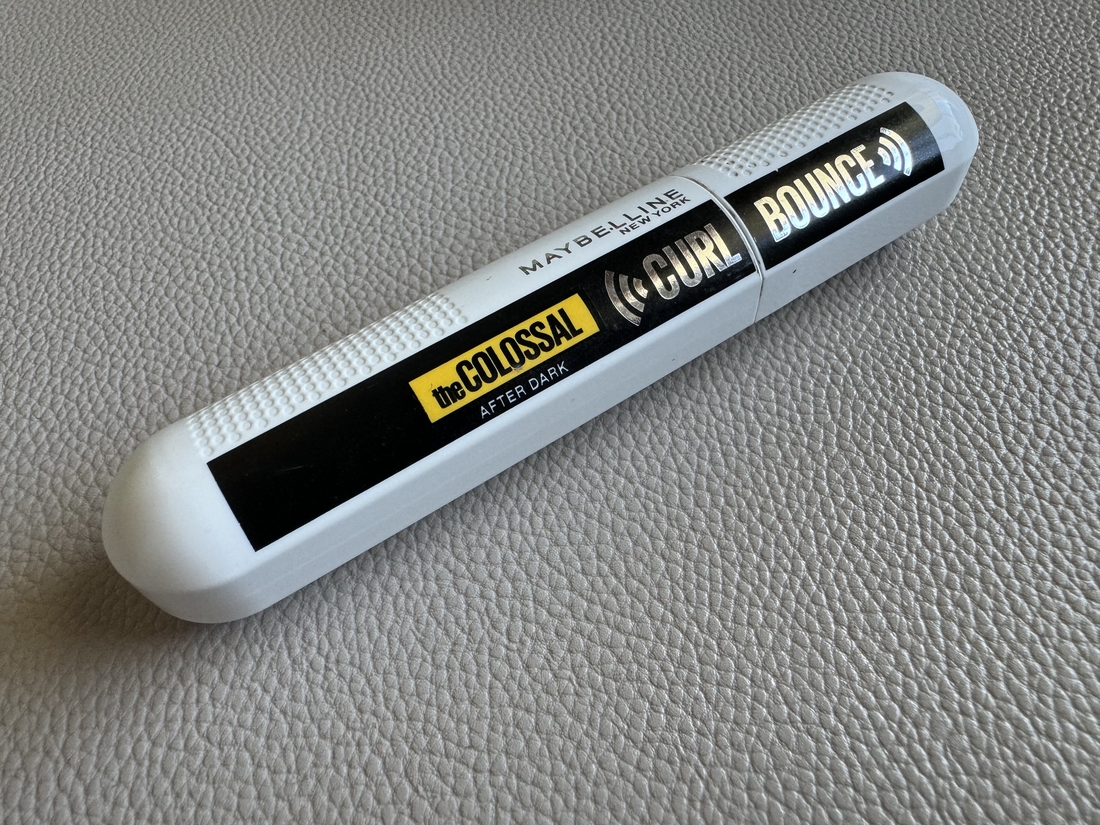 MAYBELLINE
NEW YORK
the COLOSSAL
AFTER DARK
CURL BOUNCE